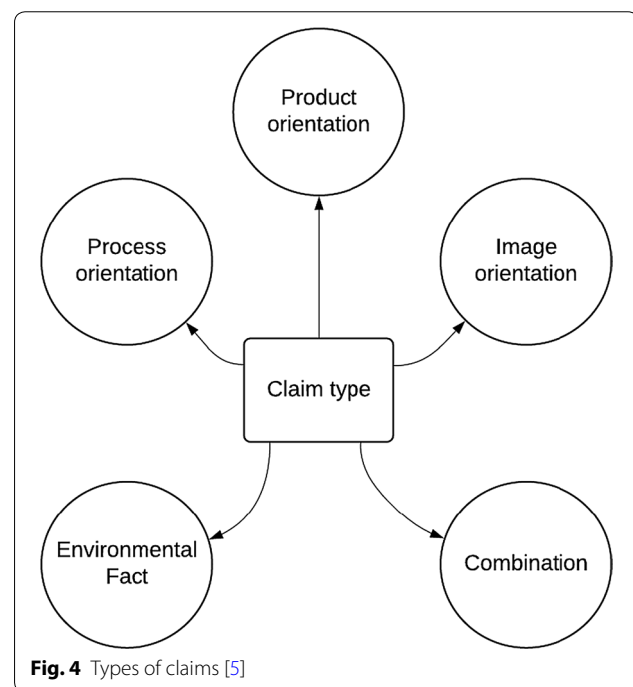 Product
orientation
Process
orientation
Image
orientation
Claim type
Environmental
Fact
Combination
Fig. 4 Types of claims [5]